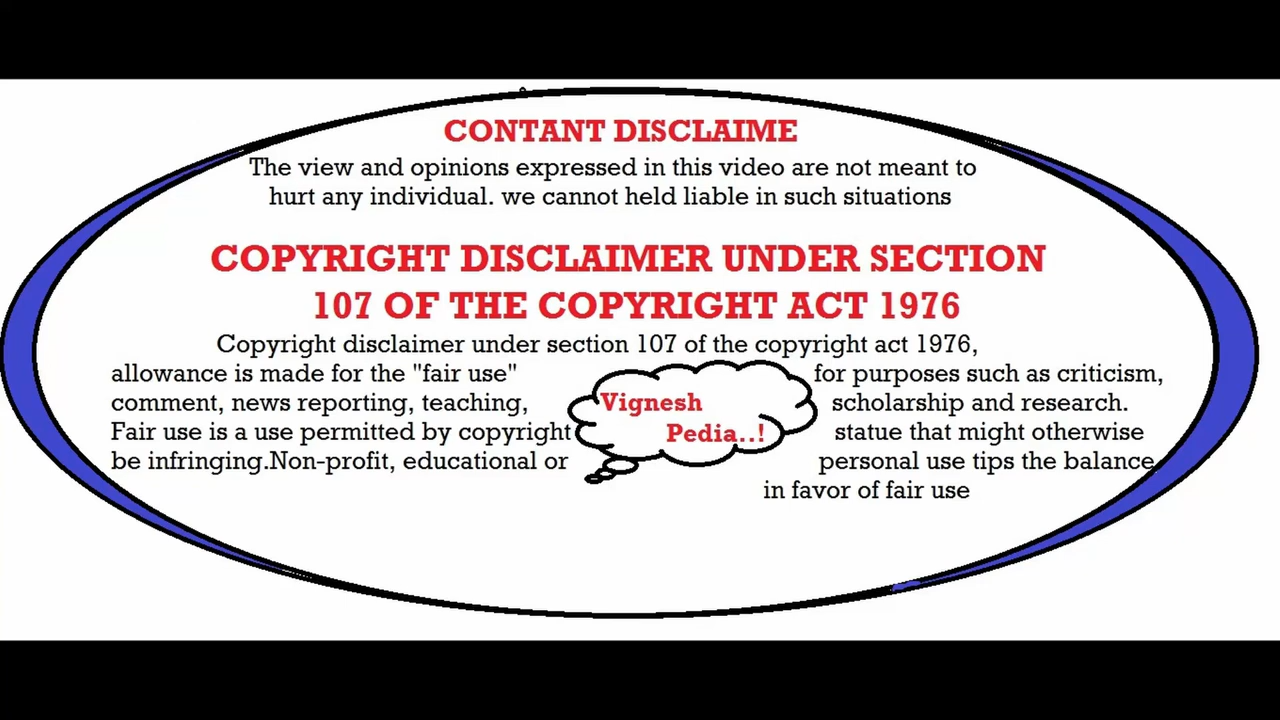 CONTANT DISCLAIME
The view and opinions expressed in this video are not meant to
hurt any individual. we cannot held liable in such situations
COPYRIGHT DISCLAIMER UNDER SECTION
107 OF THE COPYRIGHT ACT 1976
Copyright disclaimer under section 107 of the copyright act 1976,
allowance is made for the "fair use" for purposes such as criticism,
comment, news reporting, teaching, scholarship and research.
Fair use is a use permitted by copyright statue that might otherwise
be infringing.Non-profit, educational or personal use tips the balance
in favor of fair use
Vignesh
Pedia..!